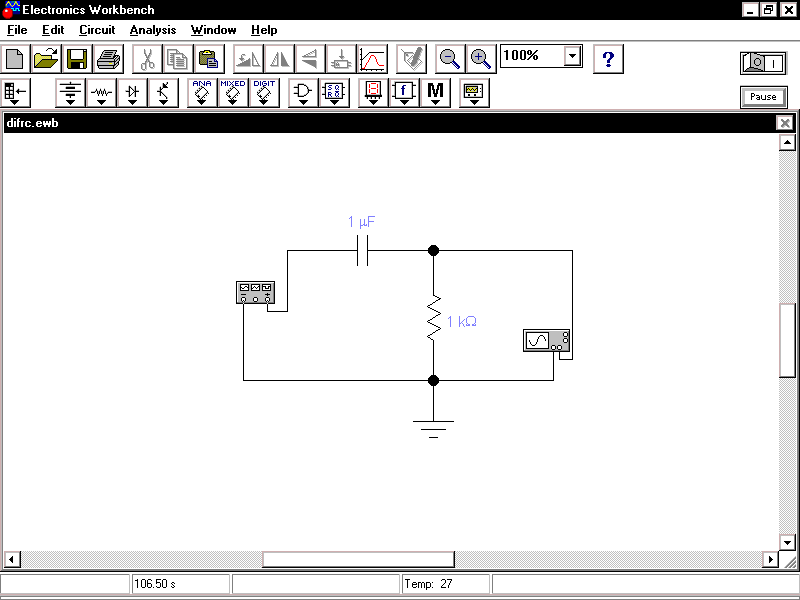 Electronics Workbench
File Edit Circuit Analysis Window Help
100% ?
ANA MIXED DIGIT f M
Pause
difrc.ewb
1 µF
1 kΩ
106.50 s Temp: 27